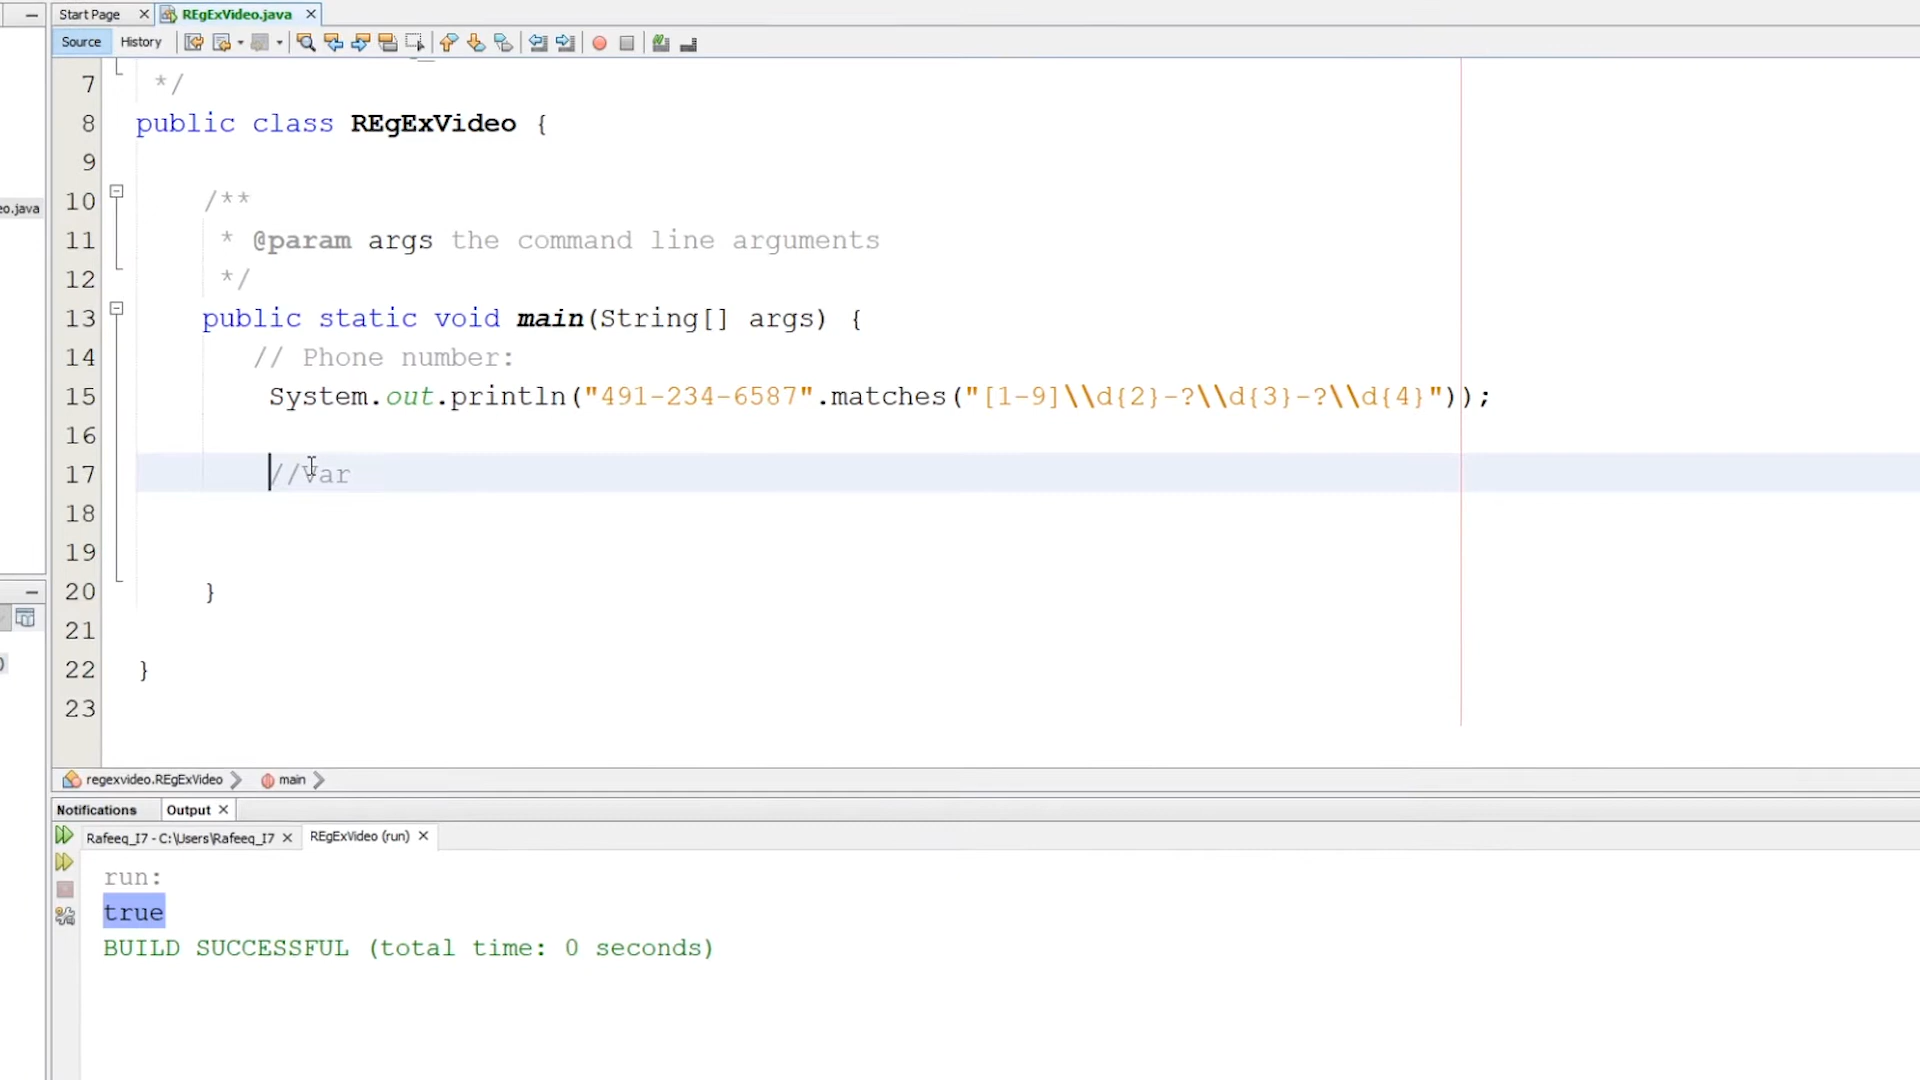 Start Page
REgExVideo.java
Source
History
7 */
8 public class REgExVideo {
9
10 /**
eo.java
11 * @param args the command line arguments
12 */
13 public static void main(String[] args) {
14 // Phone number:
15 System.out.println("491-234-6587".matches("[1-9]\\d{2}-?\\d{3}-?\\d{4}"));
16
17 //Var
18
19
20 }
21
22 }
23
regexvideo.REgExVideo
main
Notifications
Output
Rafeeq_I7 - C:\Users\Rafeeq_I7
REgExVideo (run)
run:
true
BUILD SUCCESSFUL (total time: 0 seconds)